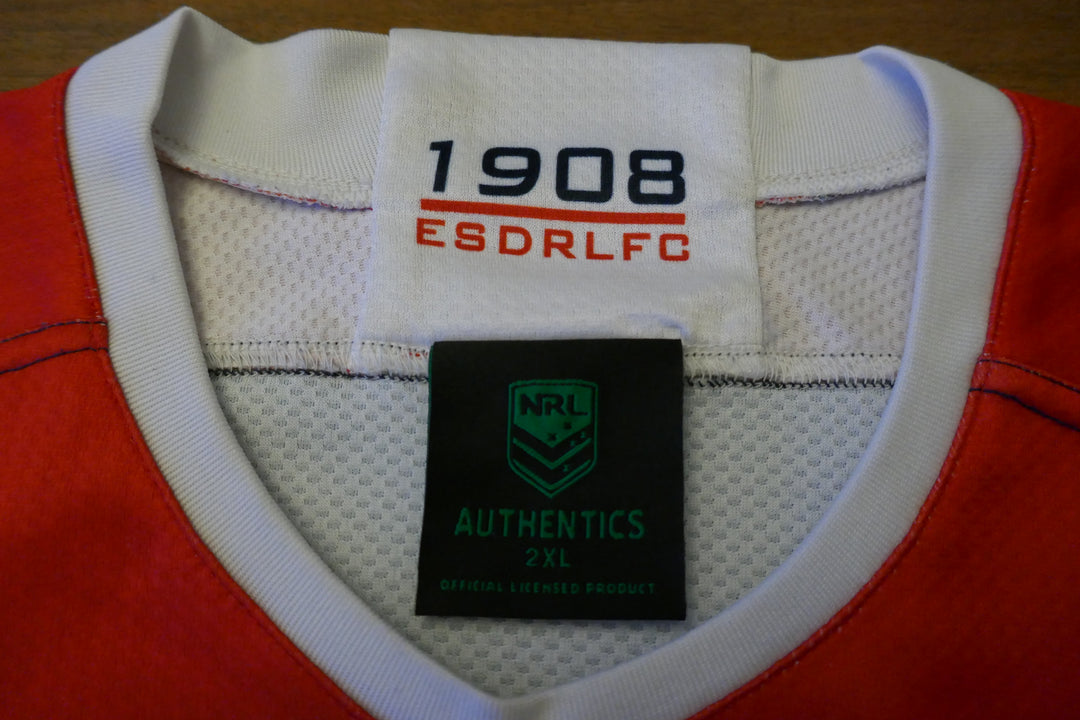 1908
ESDRLFC
NRL
AUTHENTICS
2XL
OFFICIAL LICENSED PRODUCT